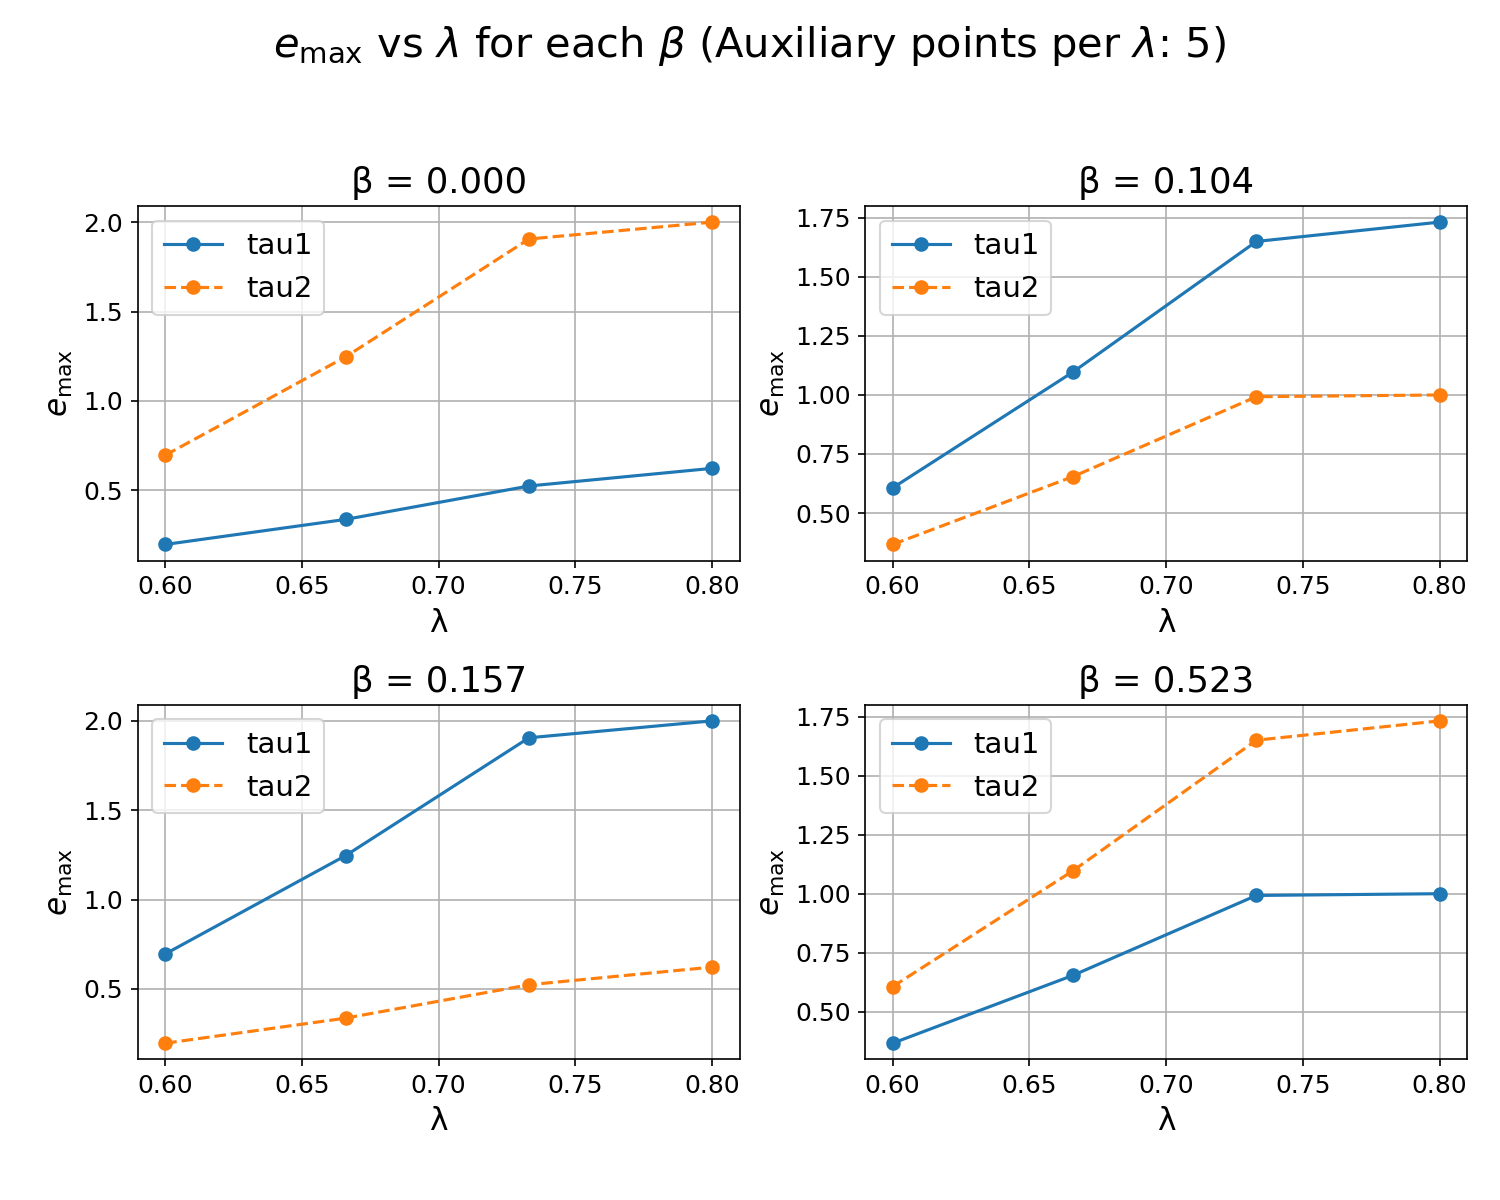 e_max vs λ for each β (Auxiliary points per λ: 5)
β = 0.000
tau1
tau2
2.0
1.5
1.0
0.5
e_max
0.60 0.65 0.70 0.75 0.80
λ
β = 0.104
tau1
tau2
1.75
1.50
1.25
1.00
0.75
0.50
e_max
0.60 0.65 0.70 0.75 0.80
λ
β = 0.157
tau1
tau2
2.0
1.5
1.0
0.5
e_max
0.60 0.65 0.70 0.75 0.80
λ
β = 0.523
tau1
tau2
1.75
1.50
1.25
1.00
0.75
0.50
e_max
0.60 0.65 0.70 0.75 0.80
λ